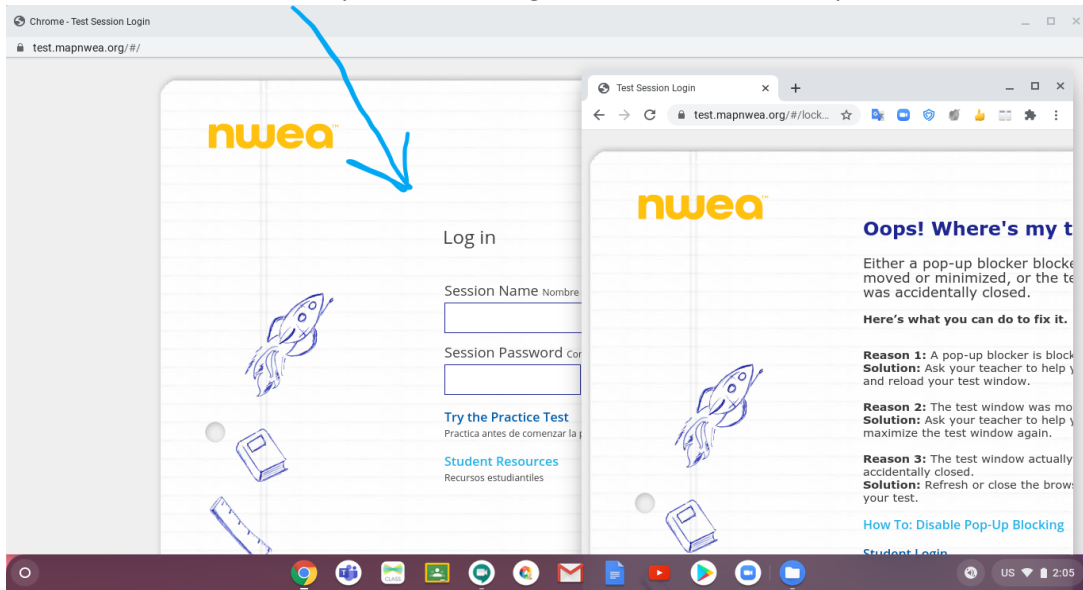 Chrome - Test Session Login
test.mapnwea.org/#/
nwea
Log in
Session Name Nombre
Session Password
Try the Practice Test
Practica antes de comenzar la
Student Resources
Recursos estudiantiles
Test Session Login
test.mapnwea.org/#/lock...
nwea™
Oops! Where's my t
Either a pop-up blocker blocke
moved or minimized, or the te
was accidentally closed.
Here's what you can do to fix it.
Reason 1: A pop-up blocker is block
Solution: Ask your teacher to help y
and reload your test window.
Reason 2: The test window was mo
Solution: Ask your teacher to help y
maximize the test window again.
Reason 3: The test window actually
accidentally closed.
Solution: Refresh or close the brow
your test.
How To: Disable Pop-Up Blocking
Student Login
CLASS
US 2:05